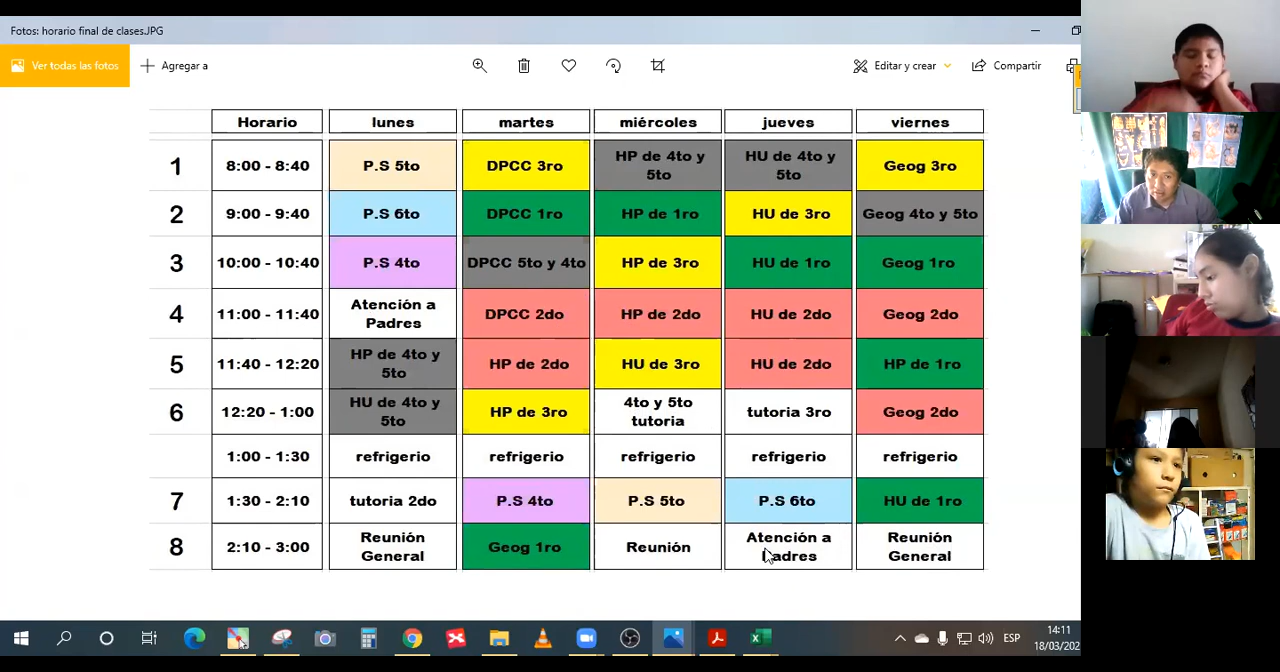 Fotos: horario final de clases.JPG
Ver todas las fotos
Agregar a
Editar y crear
Compartir
Horario lunes martes miércoles jueves viernes
1 8:00 - 8:40 P.S 5to DPCC 3ro HP de 4to y 5to HU de 4to y 5to Geog 3ro
2 9:00 - 9:40 P.S 6to DPCC 1ro HP de 1ro HU de 3ro Geog 4to y 5to
3 10:00 - 10:40 P.S 4to DPCC 5to y 4to HP de 3ro HU de 1ro Geog 1ro
4 11:00 - 11:40 Atención a Padres DPCC 2do HP de 2do HU de 2do Geog 2do
5 11:40 - 12:20 HP de 4to y 5to HP de 2do HU de 3ro HU de 2do HP de 1ro
6 12:20 - 1:00 HU de 4to y 5to HP de 3ro 4to y 5to tutoria tutoria 3ro Geog 2do
1:00 - 1:30 refrigerio refrigerio refrigerio refrigerio refrigerio
7 1:30 - 2:10 tutoria 2do P.S 4to P.S 5to P.S 6to HU de 1ro
8 2:10 - 3:00 Reunión General Geog 1ro Reunión Atención a Padres Reunión General
ESP
14:11
18/03/202